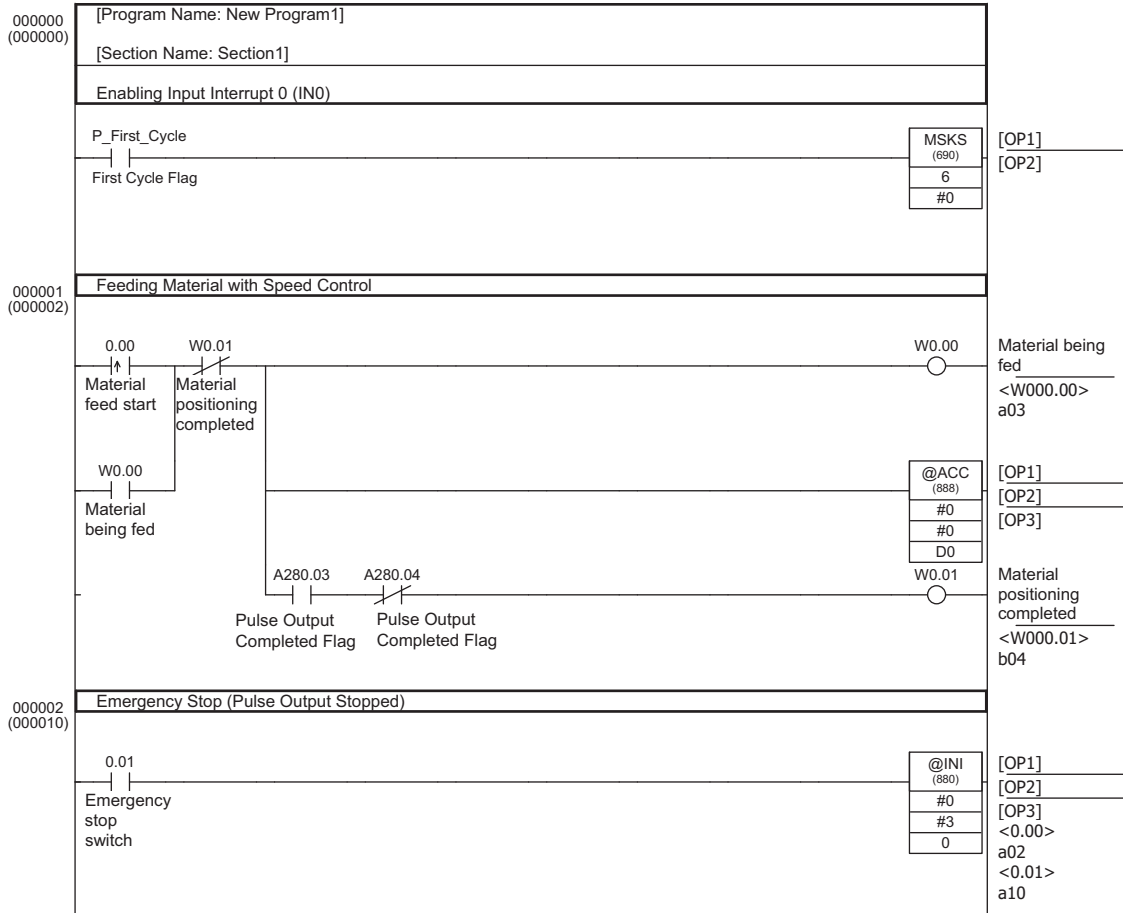 000000
(000000)
[Program Name: New Program1]
[Section Name: Section1]
Enabling Input Interrupt 0 (IN0)
P_First_Cycle
First Cycle Flag
MSKS
(690)
6
#0
[OP1]
[OP2]
000001
(000002)
Feeding Material with Speed Control
0.00
Material
feed start
W0.01
Material
positioning
completed
W0.00
Material being
fed
<W000.00>
a03
W0.00
Material
being fed
@ACC
(888)
#0
#0
D0
[OP1]
[OP2]
[OP3]
A280.03
Pulse Output
Completed Flag
A280.04
Pulse Output
Completed Flag
W0.01
Material
positioning
completed
<W000.01>
b04
000002
(000010)
Emergency Stop (Pulse Output Stopped)
0.01
Emergency
stop
switch
@INI
(880)
#0
#3
0
[OP1]
[OP2]
[OP3]
<0.00>
a02
<0.01>
a10